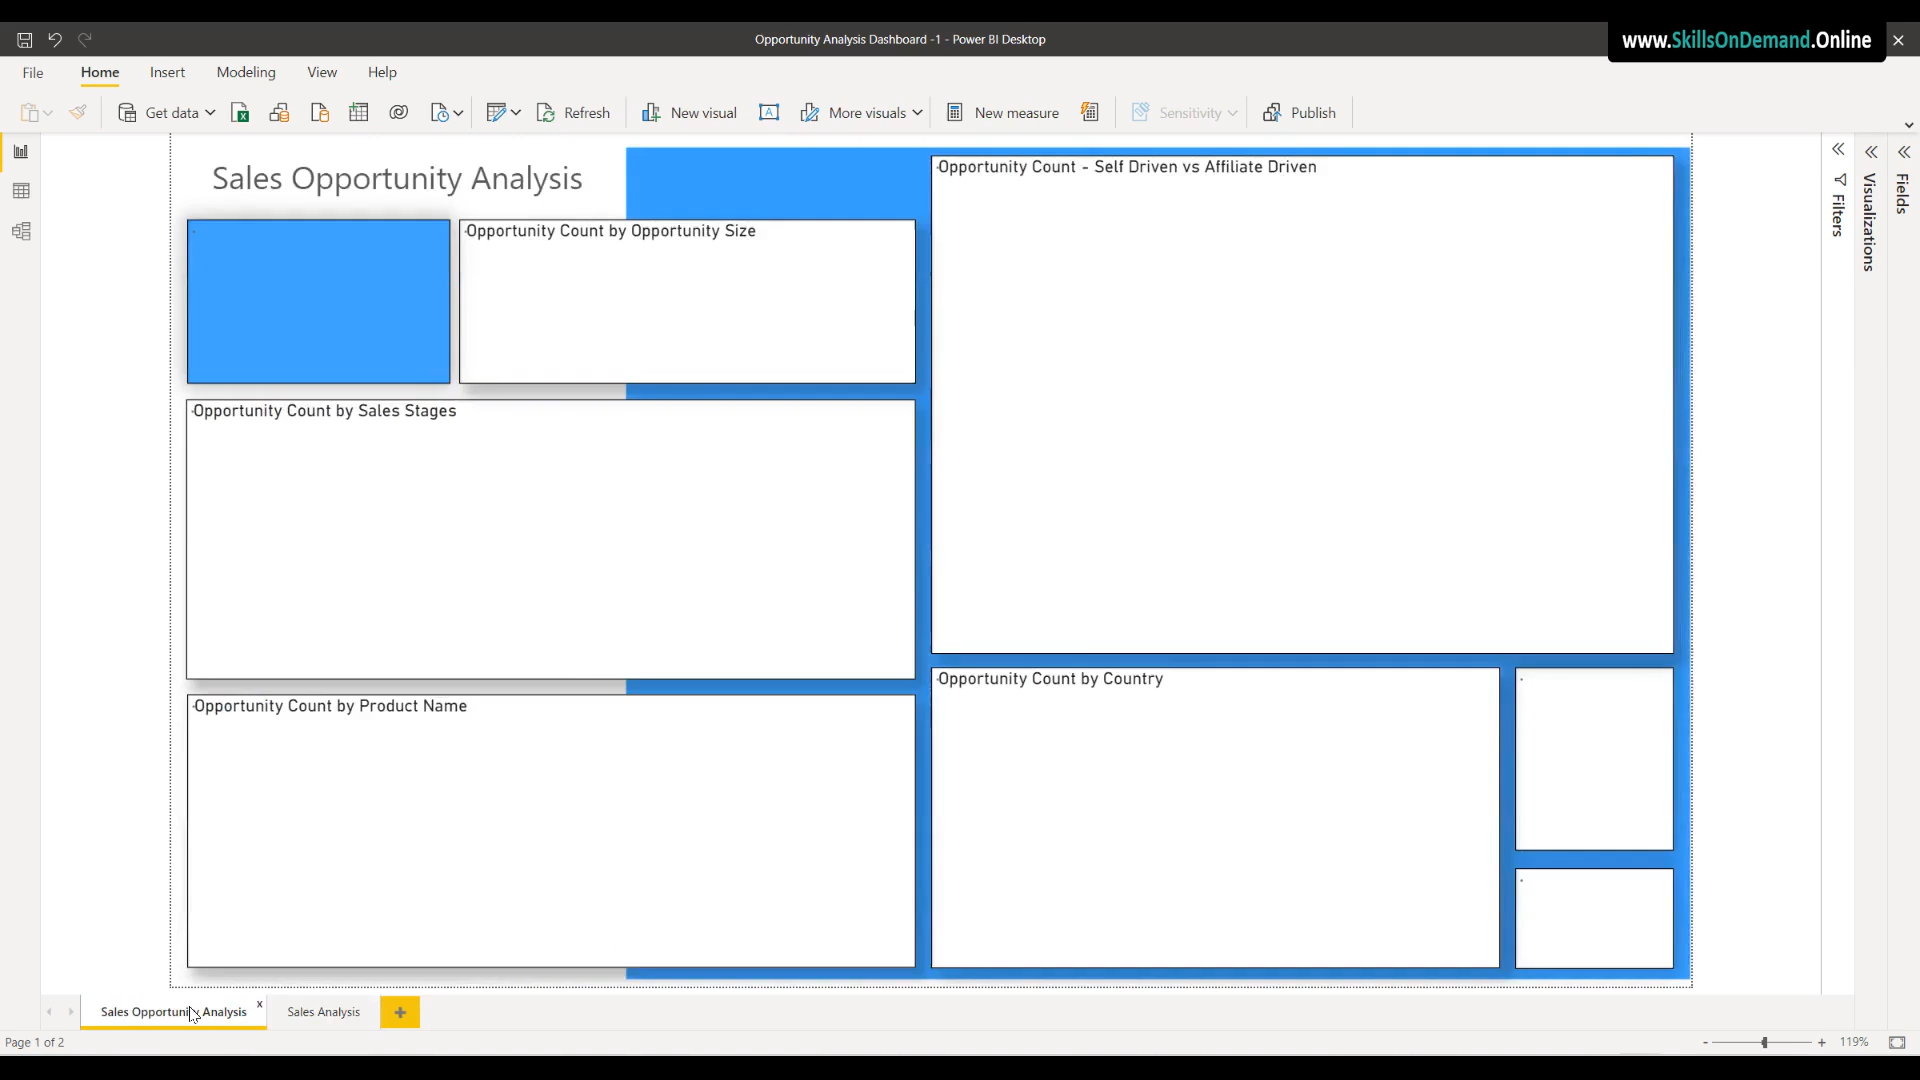 Opportunity Analysis Dashboard -1 - Power BI Desktop
www.SkillsOnDemand.Online
File
Home
Insert
Modeling
View
Help
Get data
Refresh
New visual
More visuals
New measure
Sensitivity
Publish
Sales Opportunity Analysis
Opportunity Count - Self Driven vs Affiliate Driven
Opportunity Count by Opportunity Size
Opportunity Count by Sales Stages
Opportunity Count by Product Name
Opportunity Count by Country
Filters
Visualizations
Fields
Sales Opportunity Analysis
x
Sales Analysis
Page 1 of 2
119%